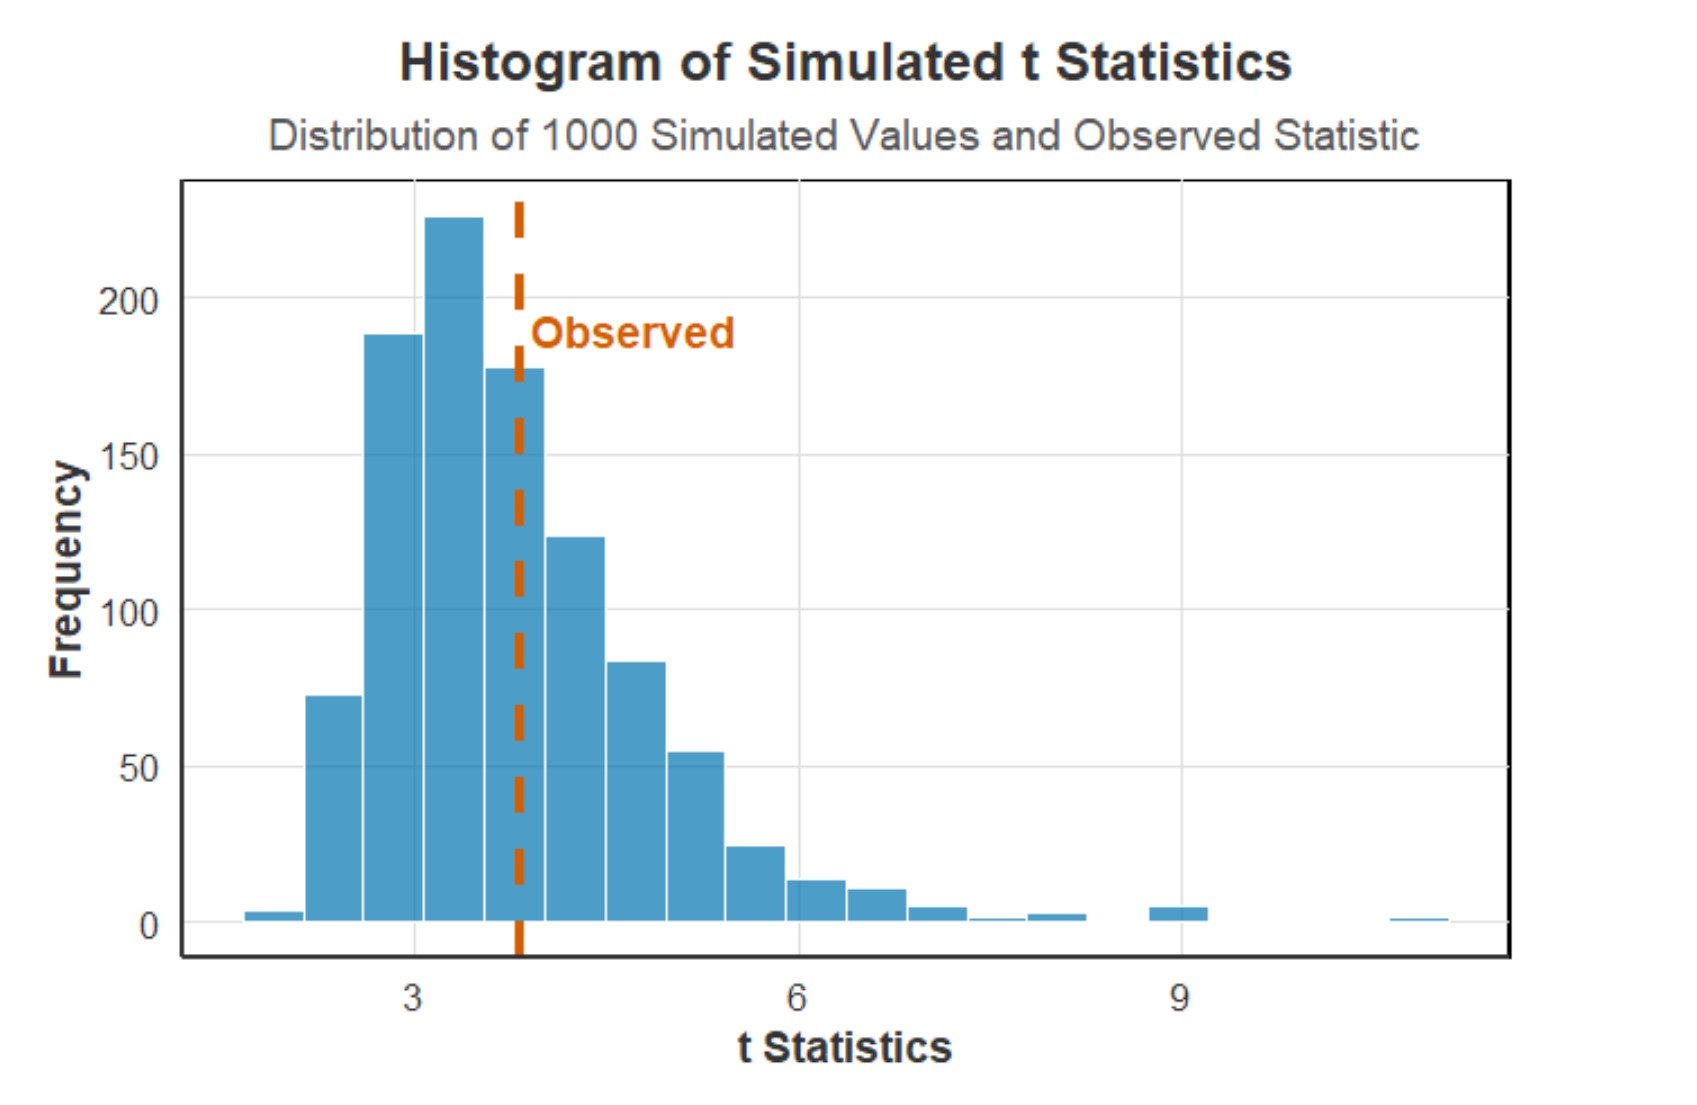 Histogram of Simulated t Statistics
Distribution of 1000 Simulated Values and Observed Statistic
Observed
Frequency
200
150
100
50
0
3
6
9
t Statistics